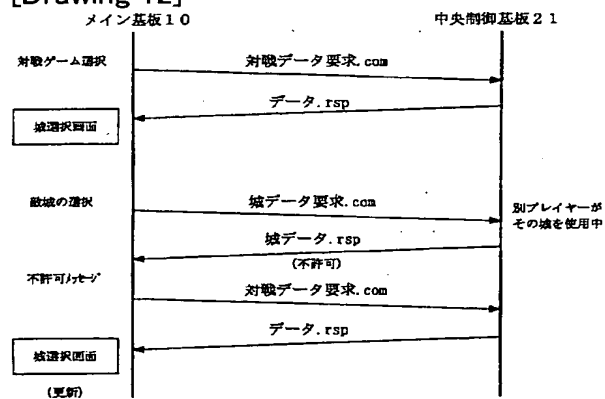 [Drawing 12]
メイン基板10
中央制御基板21
対戦ゲーム選択
対戦データ要求.com
データ.rsp
城選択画面
敵城の選択
城データ要求.com
別プレイヤーが
その城を使用中
城データ.rsp
(不許可)
不許可メッセージ
対戦データ要求.com
データ.rsp
城選択画面
(更新)